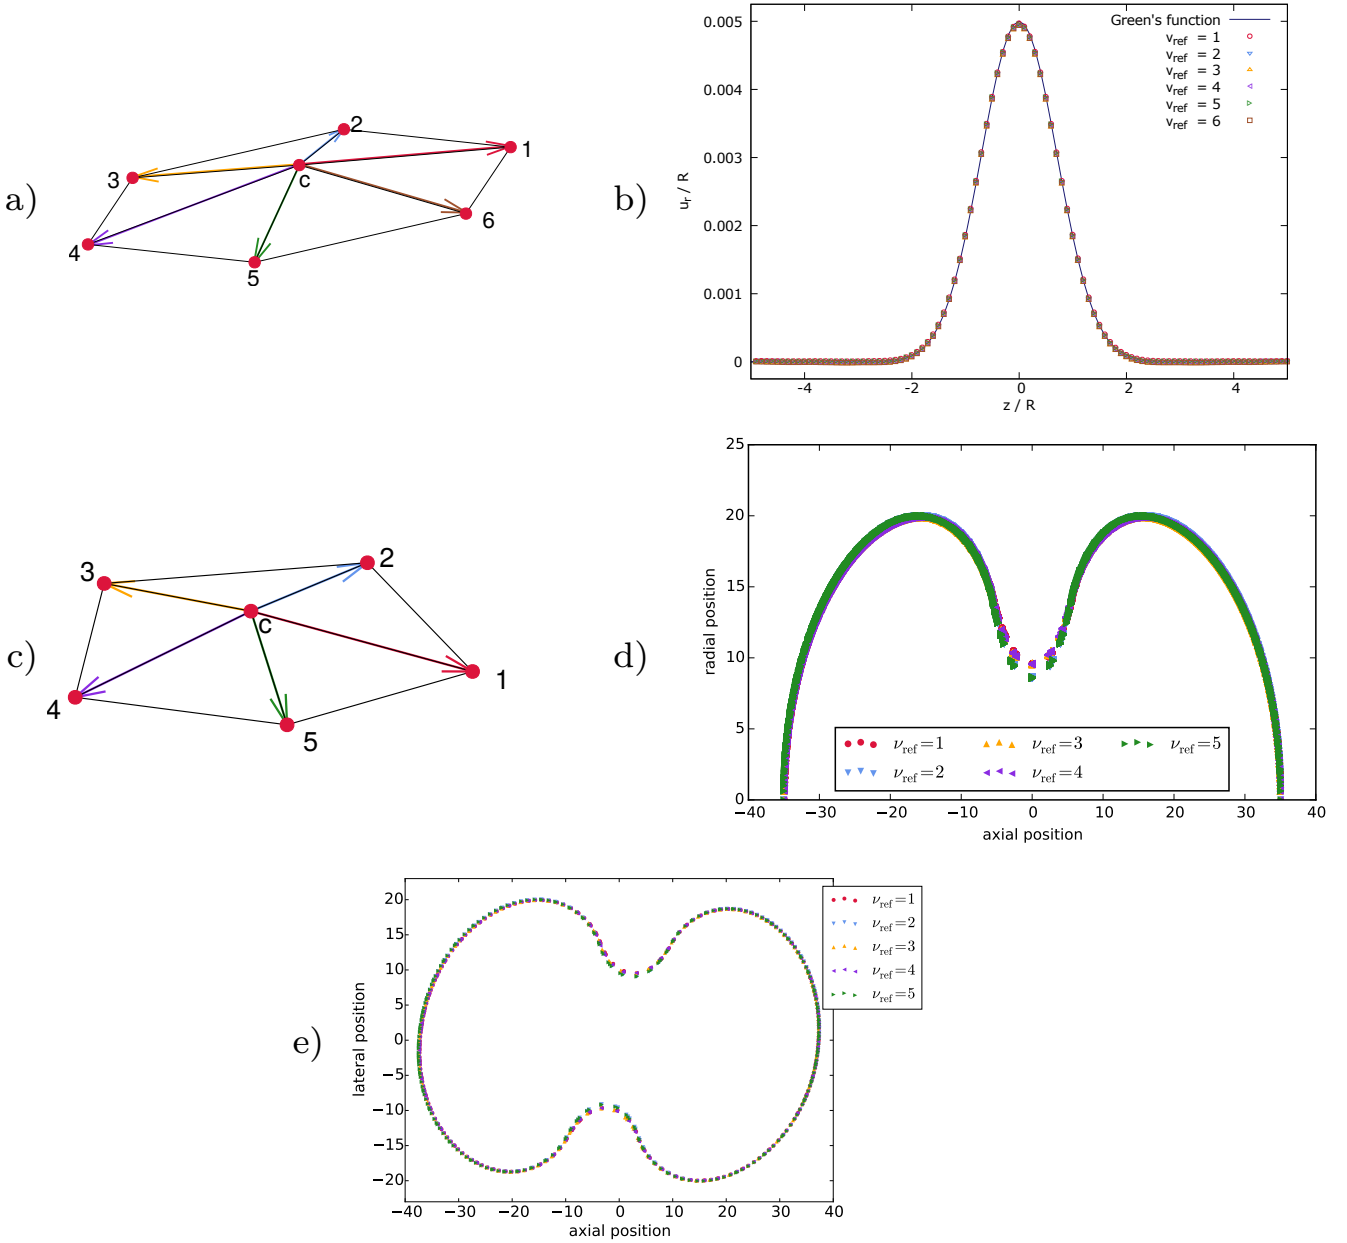 a)
2
1
3
c
6
4
5
b)
0.005
0.004
0.003
0.002
0.001
0
u_r / R
-4
-2
0
2
4
z / R
Green's function
v_ref = 1
v_ref = 2
v_ref = 3
v_ref = 4
v_ref = 5
v_ref = 6
c)
2
3
c
1
4
5
d)
25
20
15
10
5
0
radial position
−40
−30
−20
−10
0
10
20
30
40
axial position
ν_ref=1
ν_ref=3
ν_ref=5
ν_ref=2
ν_ref=4
e)
20
15
10
5
0
−5
−10
−15
−20
lateral position
−40
−30
−20
−10
0
10
20
30
40
axial position
ν_ref=1
ν_ref=2
ν_ref=3
ν_ref=4
ν_ref=5